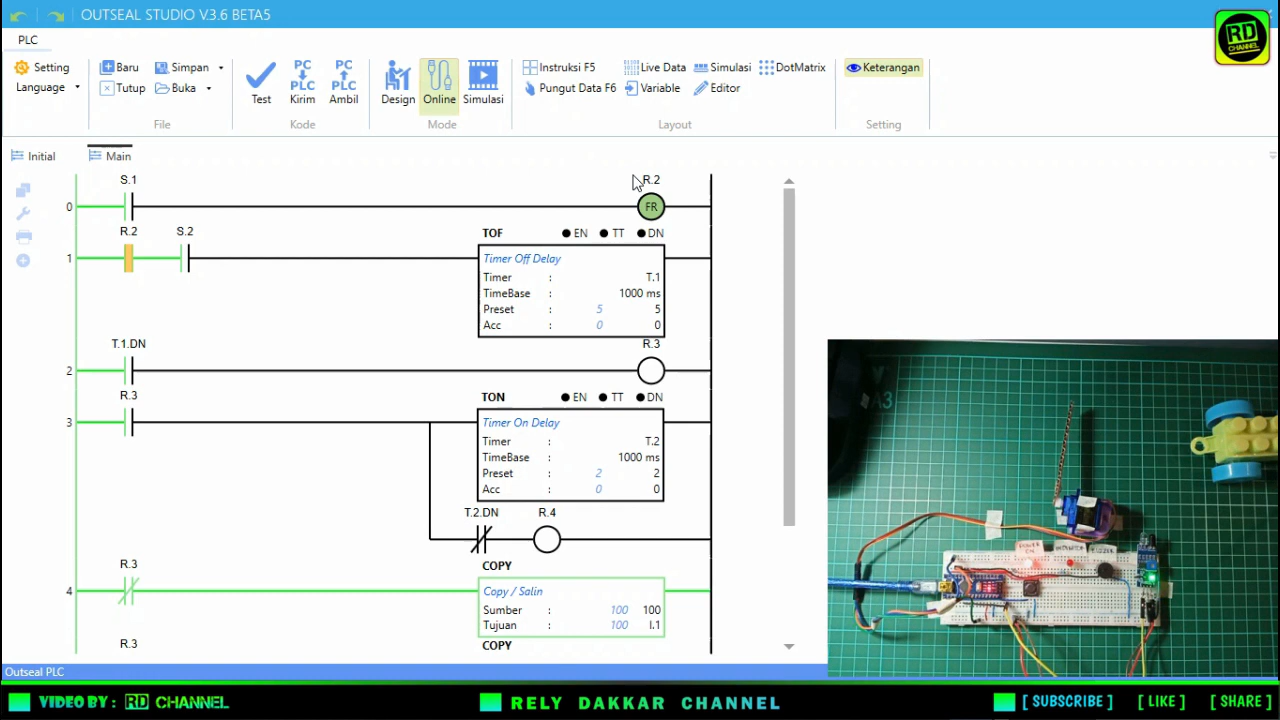 OUTSEAL STUDIO V.3.6 BETA5
RD
CHANNEL
PLC
Setting
Language
Baru
Simpan
Tutup
Buka
File
Test
PC PLC Kirim
PC PLC Ambil
Kode
Design
Online
Simulasi
Mode
Instruksi F5
Live Data
Simulasi
DotMatrix
Pungut Data F6
Variable
Editor
Layout
Keterangan
Setting
Initial
Main
S.1
R.2
0
FR
R.2
S.2
TOF
EN
TT
DN
1
Timer Off Delay
Timer : T.1
TimeBase : 1000 ms
Preset : 5 5
Acc : 0 0
T.1.DN
R.3
2
R.3
TON
EN
TT
DN
3
Timer On Delay
Timer : T.2
TimeBase : 1000 ms
Preset : 2 2
Acc : 0 0
T.2.DN
R.4
R.3
COPY
4
Copy / Salin
Sumber : 100 100
Tujuan : 100 I.1
R.3
COPY
A3
Outseal PLC
VIDEO BY : RD CHANNEL
RELY DAKKAR CHANNEL
[ SUBSCRIBE ]
[ LIKE ]
[ SHARE ]